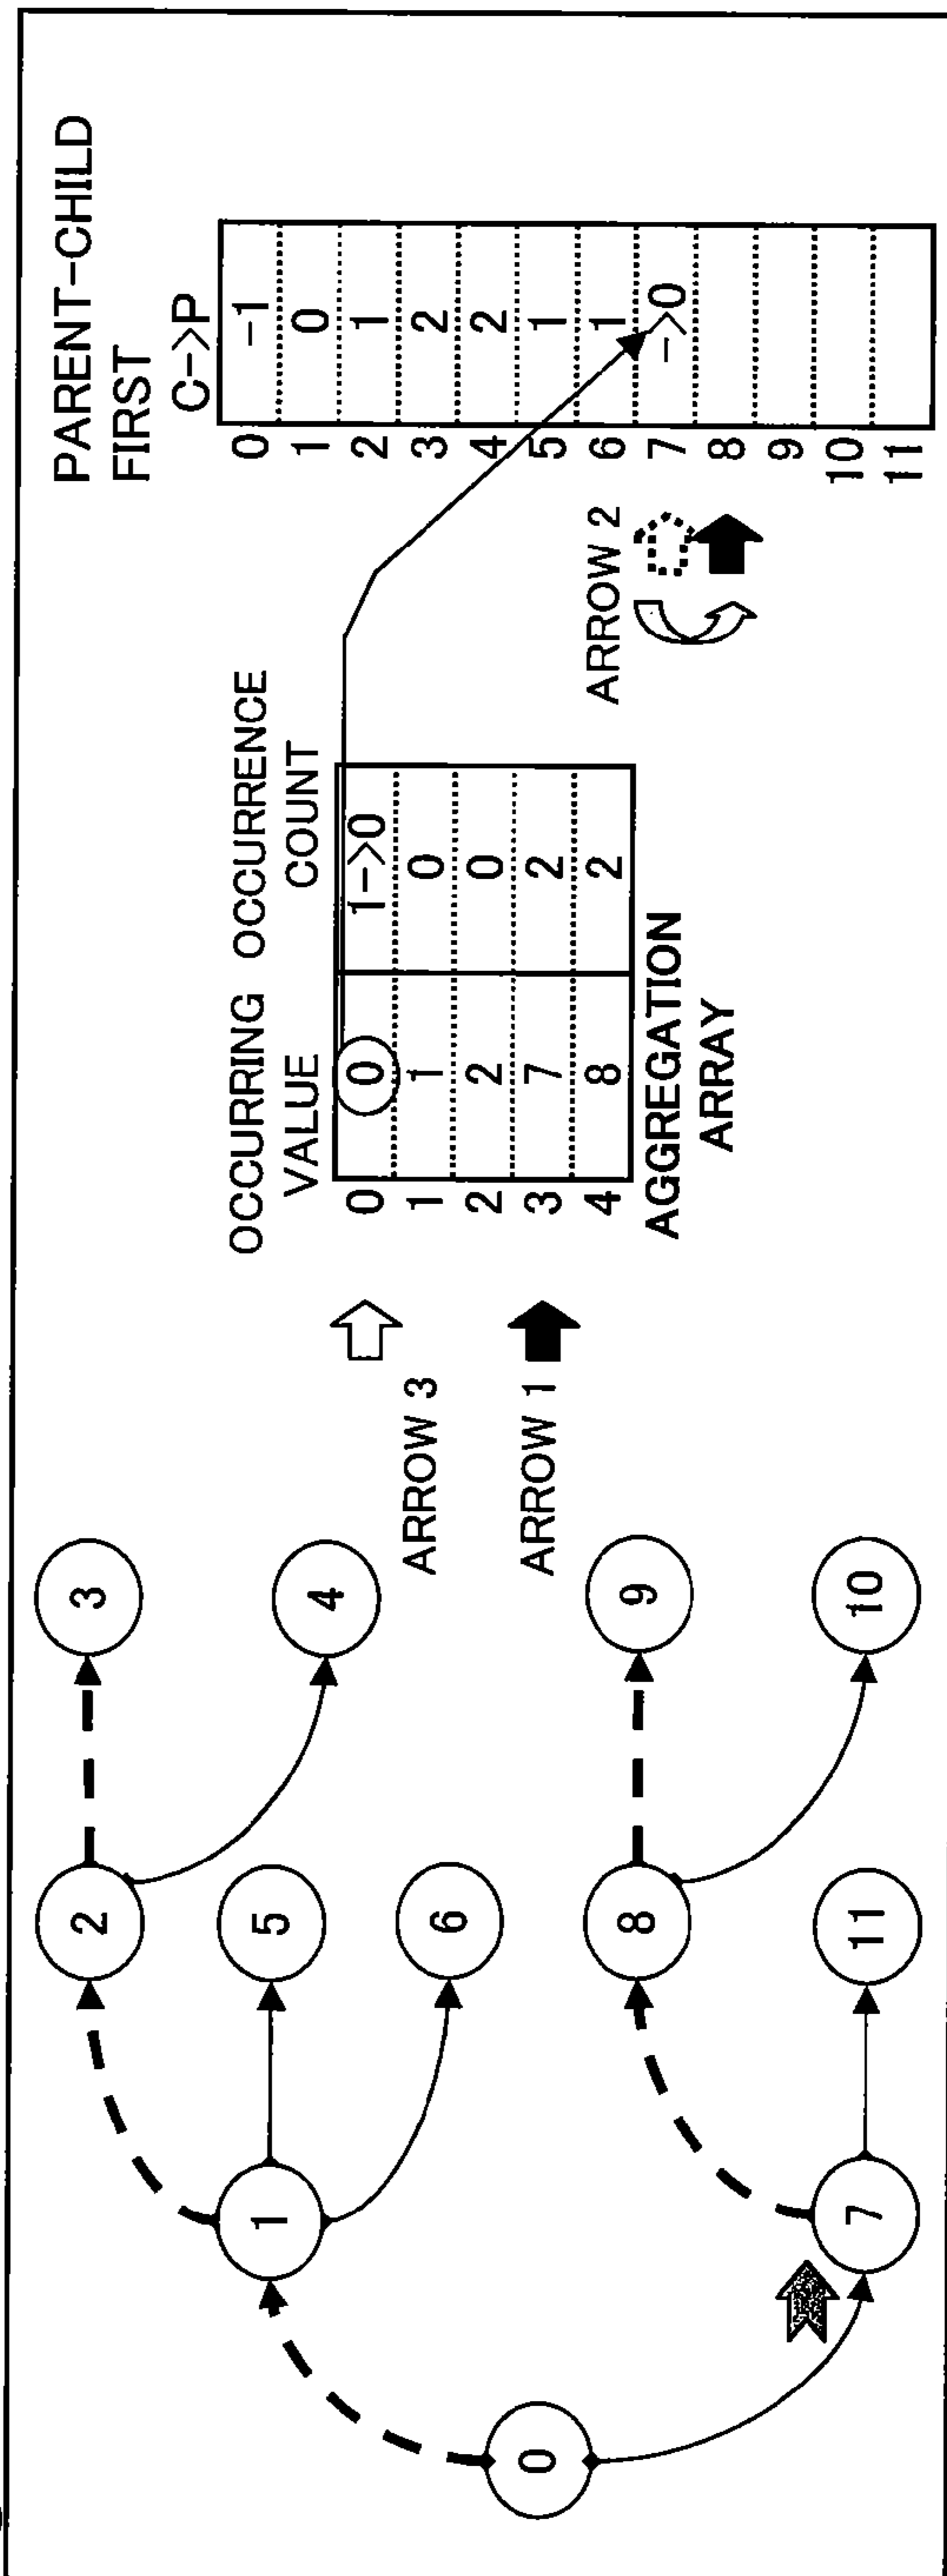 0
1
7
2
5
6
8
11
3
4
9
10
ARROW 3
ARROW 1
OCCURRING OCCURRENCE
VALUE COUNT
0 0 1->0
1 1 0
2 2 0
3 7 2
4 8 2
AGGREGATION
ARRAY
ARROW 2
PARENT-CHILD
FIRST
C->P
0 -1
1 0
2 1
3 2
4 2
5 1
6 1
7 ->0
8
9
10
11